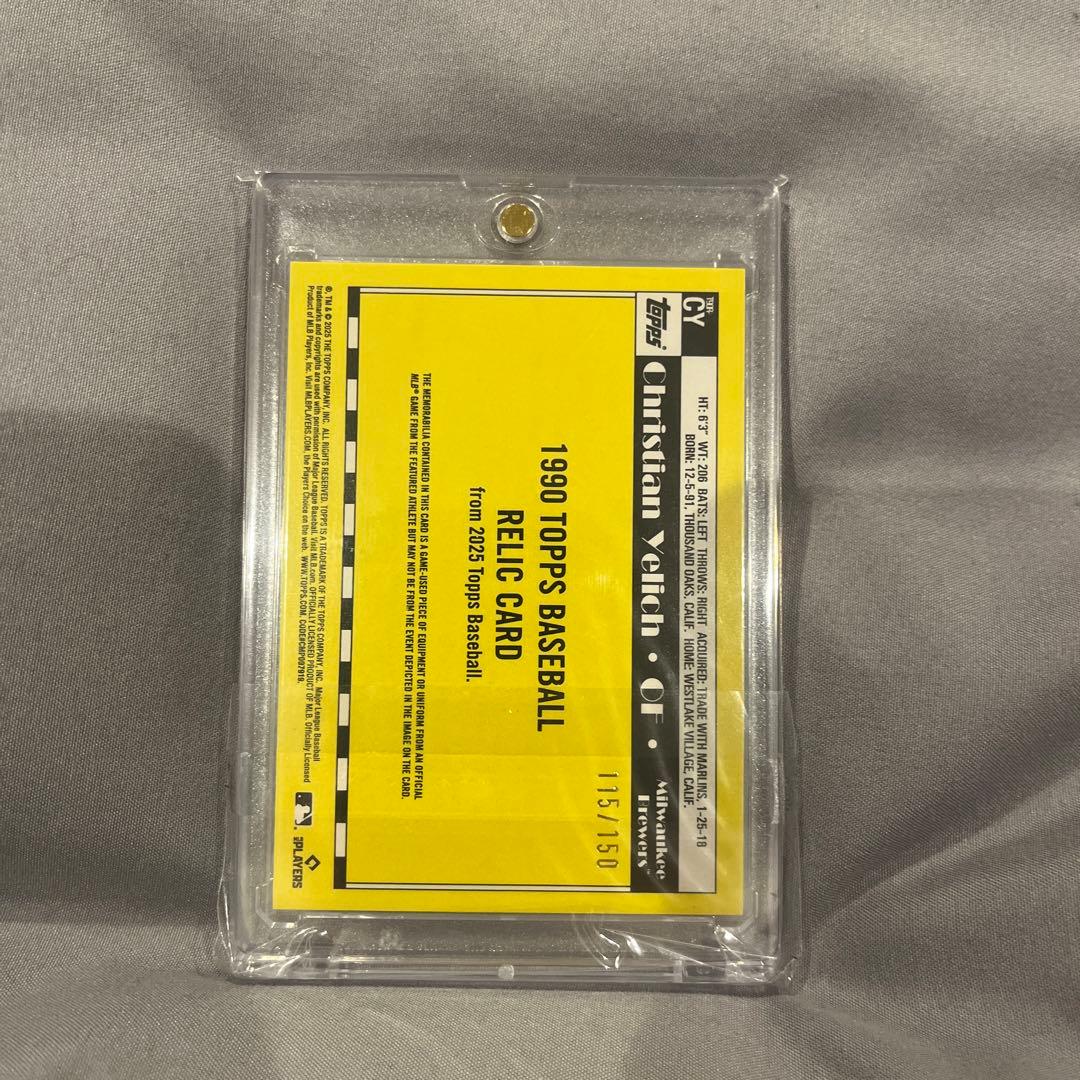 90R-
CY
HT: 6'3" WT: 206 BATS: LEFT THROWS: RIGHT ACQUIRED: TRADE WITH MARLINS, 1-25-18
BORN: 12-5-91, THOUSAND OAKS, CALIF. HOME: WESTLAKE VILLAGE, CALIF.
topps
Christian Yelich • OF •
Milwaukee
Brewers™
115/150
1990 TOPPS BASEBALL
RELIC CARD
from 2025 Topps Baseball.
THE MEMORABILIA CONTAINED IN THIS CARD IS A GAME-USED PIECE OF EQUIPMENT OR UNIFORM FROM AN OFFICIAL
MLB® GAME FROM THE FEATURED ATHLETE BUT MAY NOT BE FROM THE EVENT DEPICTED IN THE IMAGE ON THE CARD.
®, TM & © 2025 THE TOPPS COMPANY, INC. ALL RIGHTS RESERVED. TOPPS IS A TRADEMARK OF THE TOPPS COMPANY, INC. Major League Baseball
trademarks and copyrights are used with permission of Major League Baseball. Visit MLB.com. OFFICIALLY LICENSED PRODUCT OF MLB. Officially Licensed
Product of MLB Players, Inc. Visit MLBPLAYERS.COM, the Players Choice on the web. WWW.TOPPS.COM. CODE#CMP097919.
MLB PLAYERS